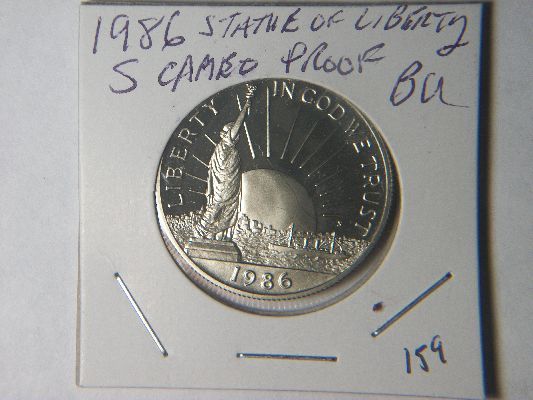 1986 STATUE OF LIBERTY
S CAMEO PROOF
BU
LIBERTY
IN GOD WE TRUST
1986
159